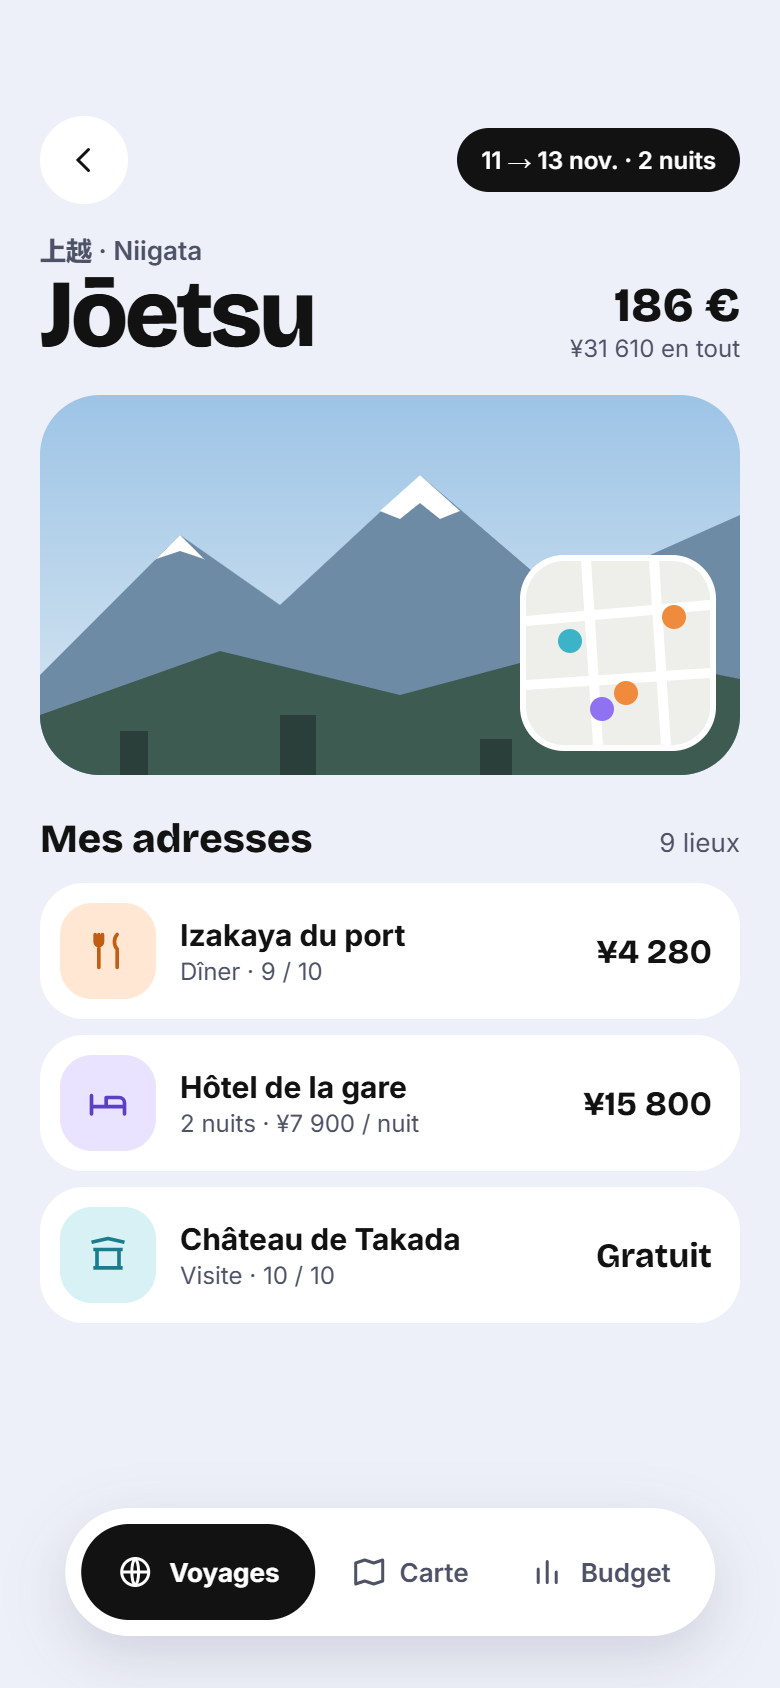 11 → 13 nov. · 2 nuits
上越 · Niigata
Jōetsu
186 €
¥31 610 en tout
Mes adresses
9 lieux
Izakaya du port
Dîner · 9 / 10
¥4 280
Hôtel de la gare
2 nuits · ¥7 900 / nuit
¥15 800
Château de Takada
Visite · 10 / 10
Gratuit
Voyages
Carte
Budget